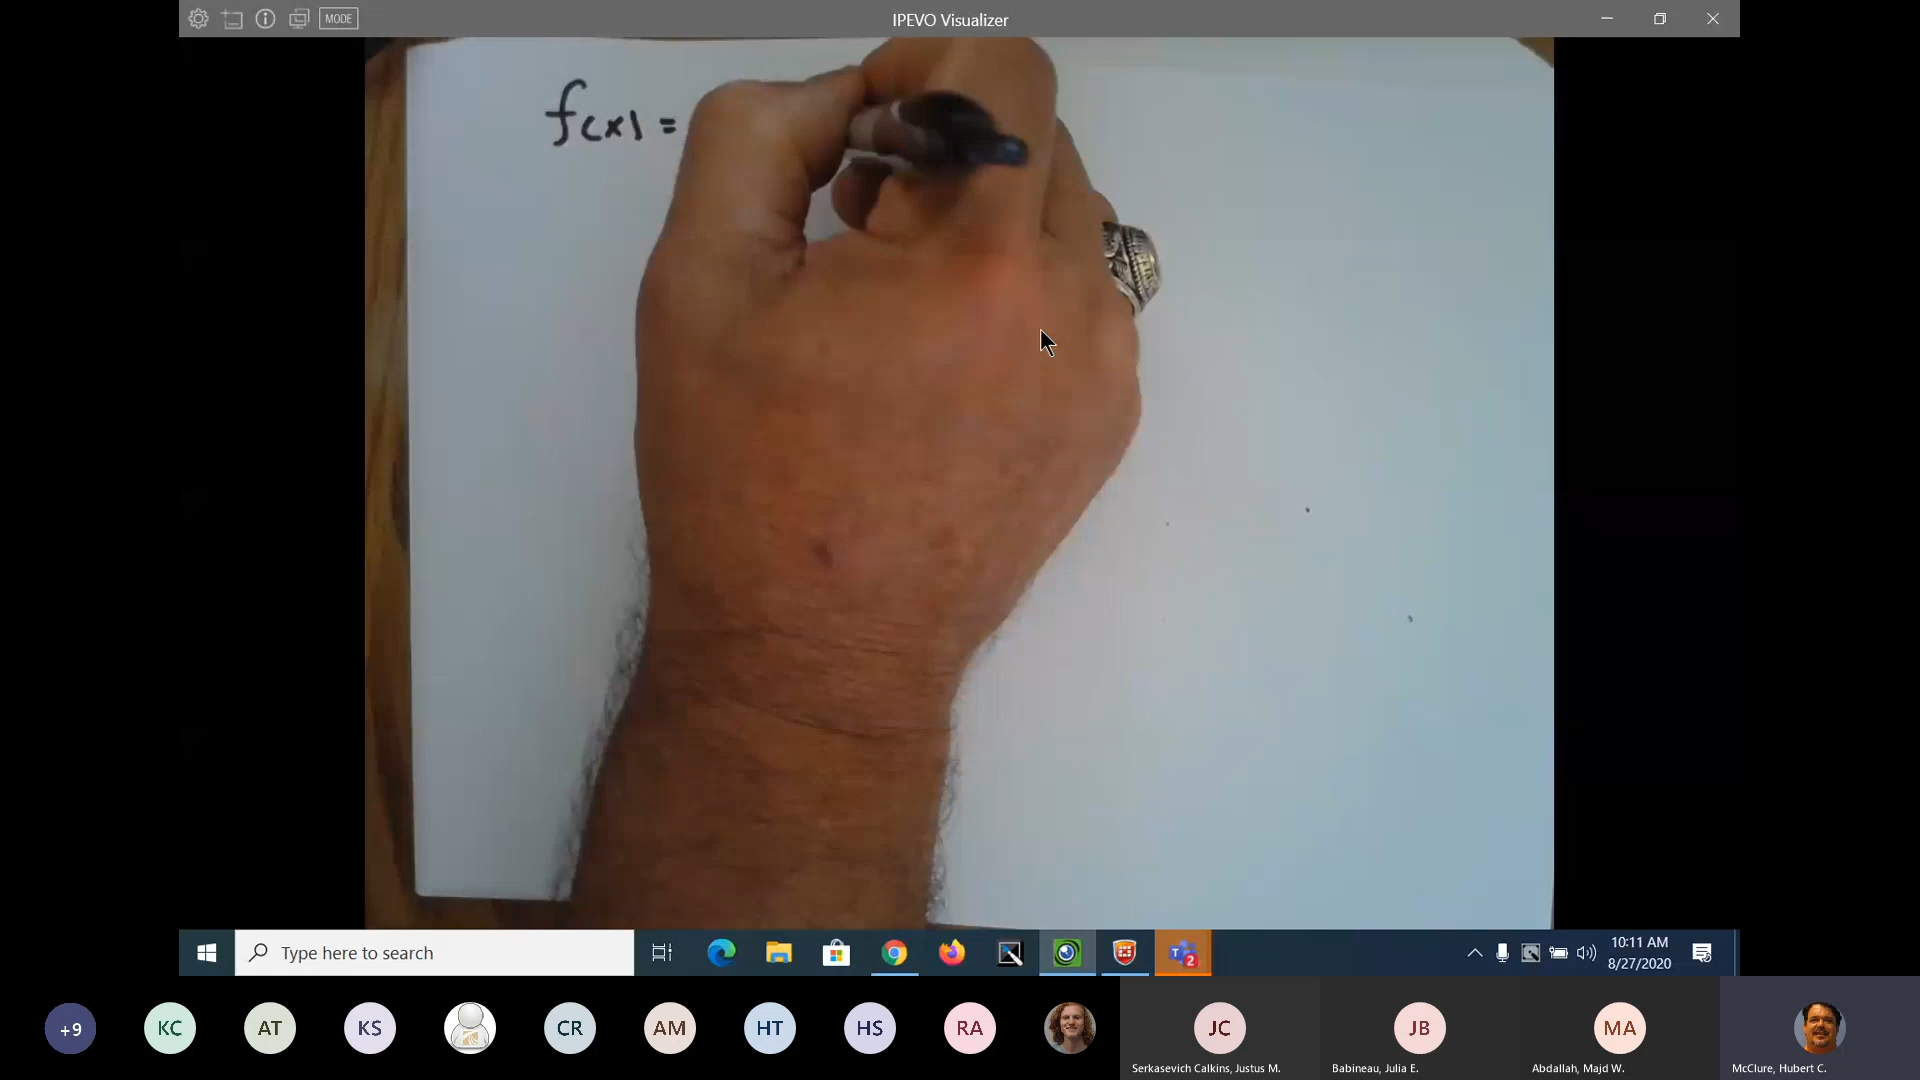 MODE
IPEVO Visualizer
f(x) =
Type here to search
2
10:11 AM
8/27/2020
+9
KC
AT
KS
CR
AM
HT
HS
RA
JC
JB
MA
Serkasevich Calkins, Justus M.
Babineau, Julia E.
Abdallah, Majd W.
McClure, Hubert C.